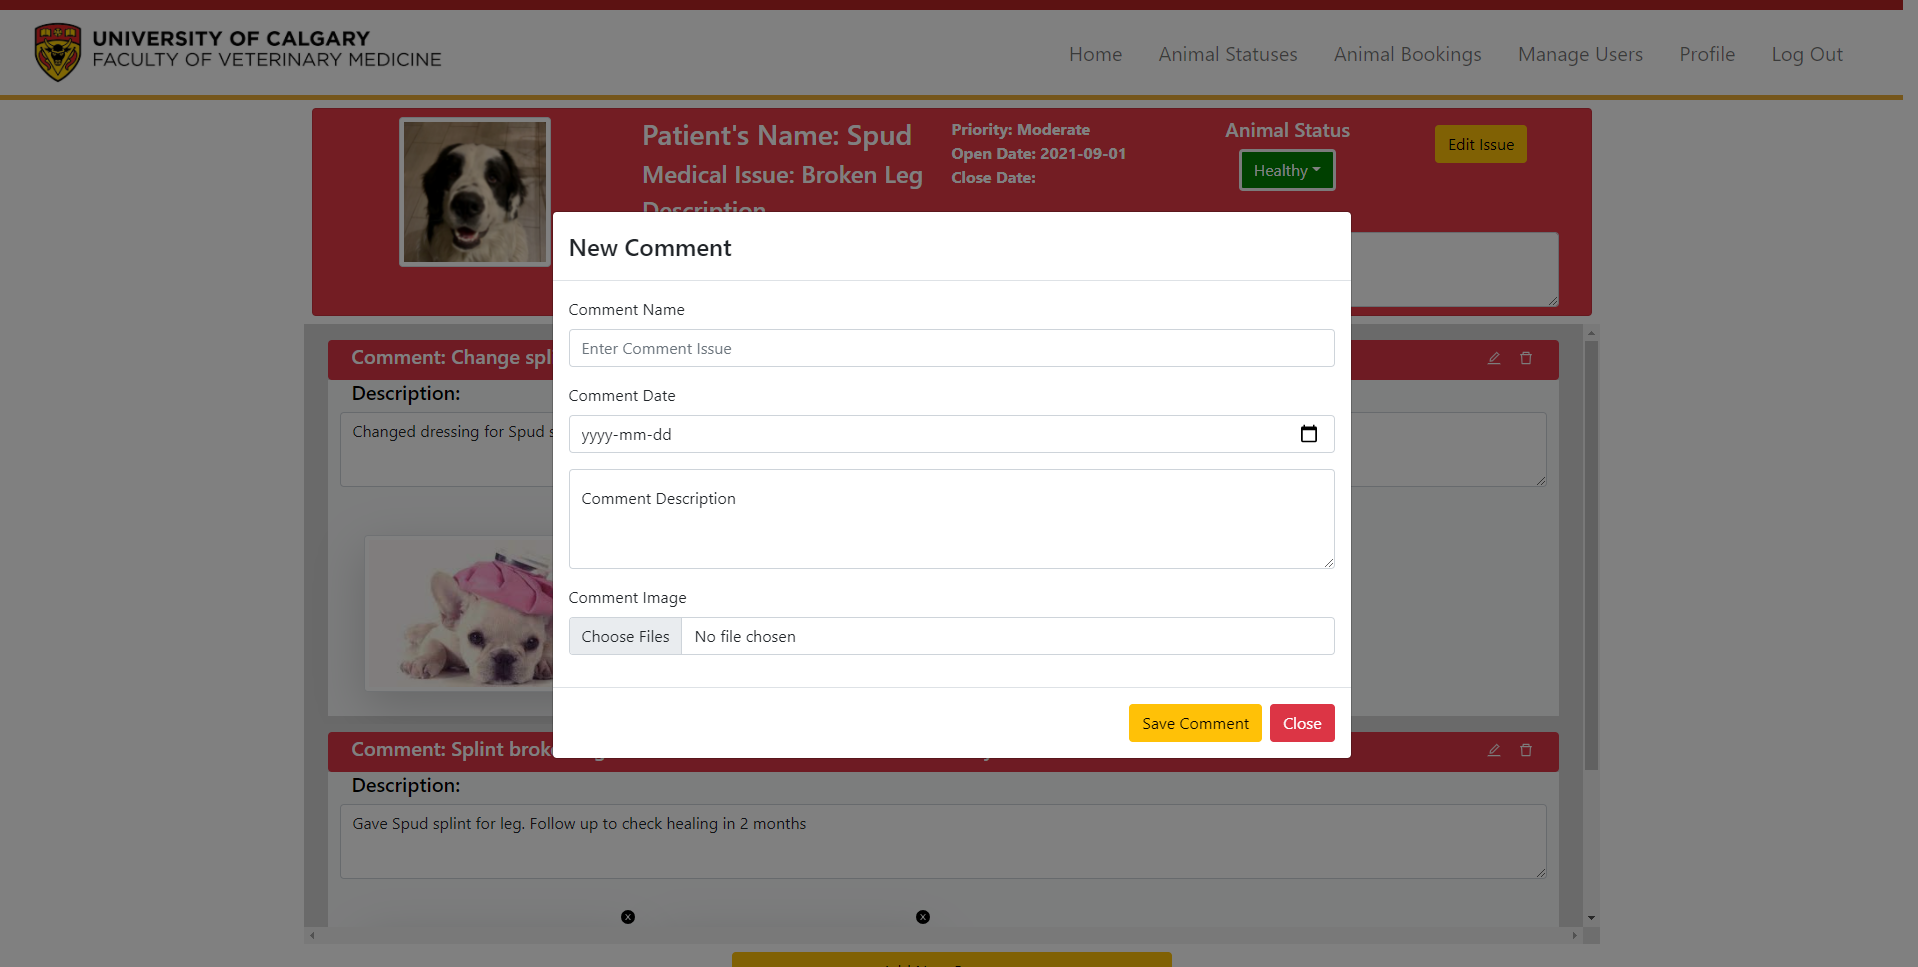 UNIVERSITY OF CALGARY
FACULTY OF VETERINARY MEDICINE
Home
Animal Statuses
Animal Bookings
Manage Users
Profile
Log Out
Patient's Name: Spud
Medical Issue: Broken Leg
Description
Priority: Moderate
Open Date: 2021-09-01
Close Date:
Animal Status
Healthy
Edit Issue
New Comment
Comment Name
Enter Comment Issue
Comment Date
yyyy-mm-dd
Comment Description
Comment Image
Choose Files No file chosen
Save Comment Close
Comment: Change
Description:
Changed dressing for Spud
Comment: Splint
Description:
Gave Spud splint for leg. Follow up to check healing in 2 months